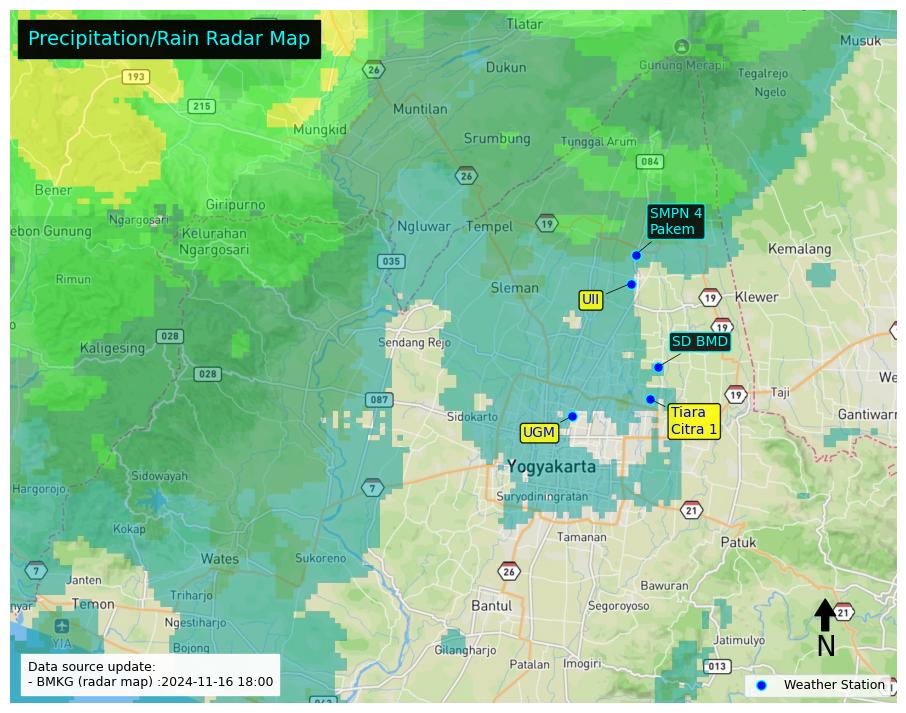 Precipitation/Rain Radar Map
Tlatar
Musuk
26
193
Dukun
Gunung Merapi
Tegalrejo
Ngelo
215
Muntilan
Mungkid
Srumbung
Tunggal Arum
084
26
Bener
Giripurno
Ngargosari
SMPN 4
Pakem
ebon Gunung
Kelurahan
Ngargosari
Ngluwar
Tempel
19
Kemalang
035
Rimun
Sleman
UII
19
Klewer
19
028
Kaligesing
Sendang Rejo
SD BMD
028
087
19
Taji
We
Sidokarto
Tiara
Citra 1
Gantiwar
UGM
Yogyakarta
Sidowayah
Hargorojo
7
Suryodiningratan
21
Kokap
Tamanan
Patuk
Wates
Sukoreno
7
26
Janten
Triharjo
Bawuran
nyar
Temon
Bantul
Segoroyoso
21
Ngestiharjo
YIA
Bojong
Gilangharjo
Jatimulyo
N
Patalan
Imogiri
013
Data source update:
- BMKG (radar map) :2024-11-16 18:00
Weather Station